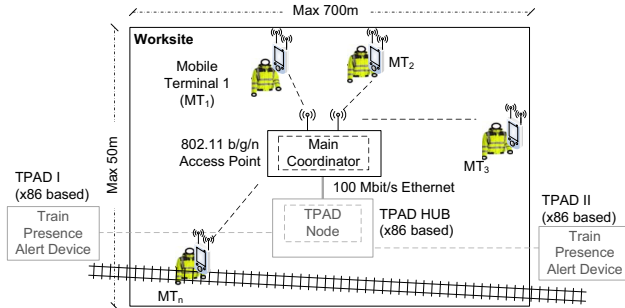 Max 700m
Worksite
Max 50m
Mobile
Terminal 1
(MT1)
MT2
MT3
802.11 b/g/n
Access Point
Main
Coordinator
100 Mbit/s Ethernet
TPAD I
(x86 based)
Train
Presence
Alert Device
TPAD
Node
TPAD HUB
(x86 based)
TPAD II
(x86 based)
Train
Presence
Alert Device
MTn